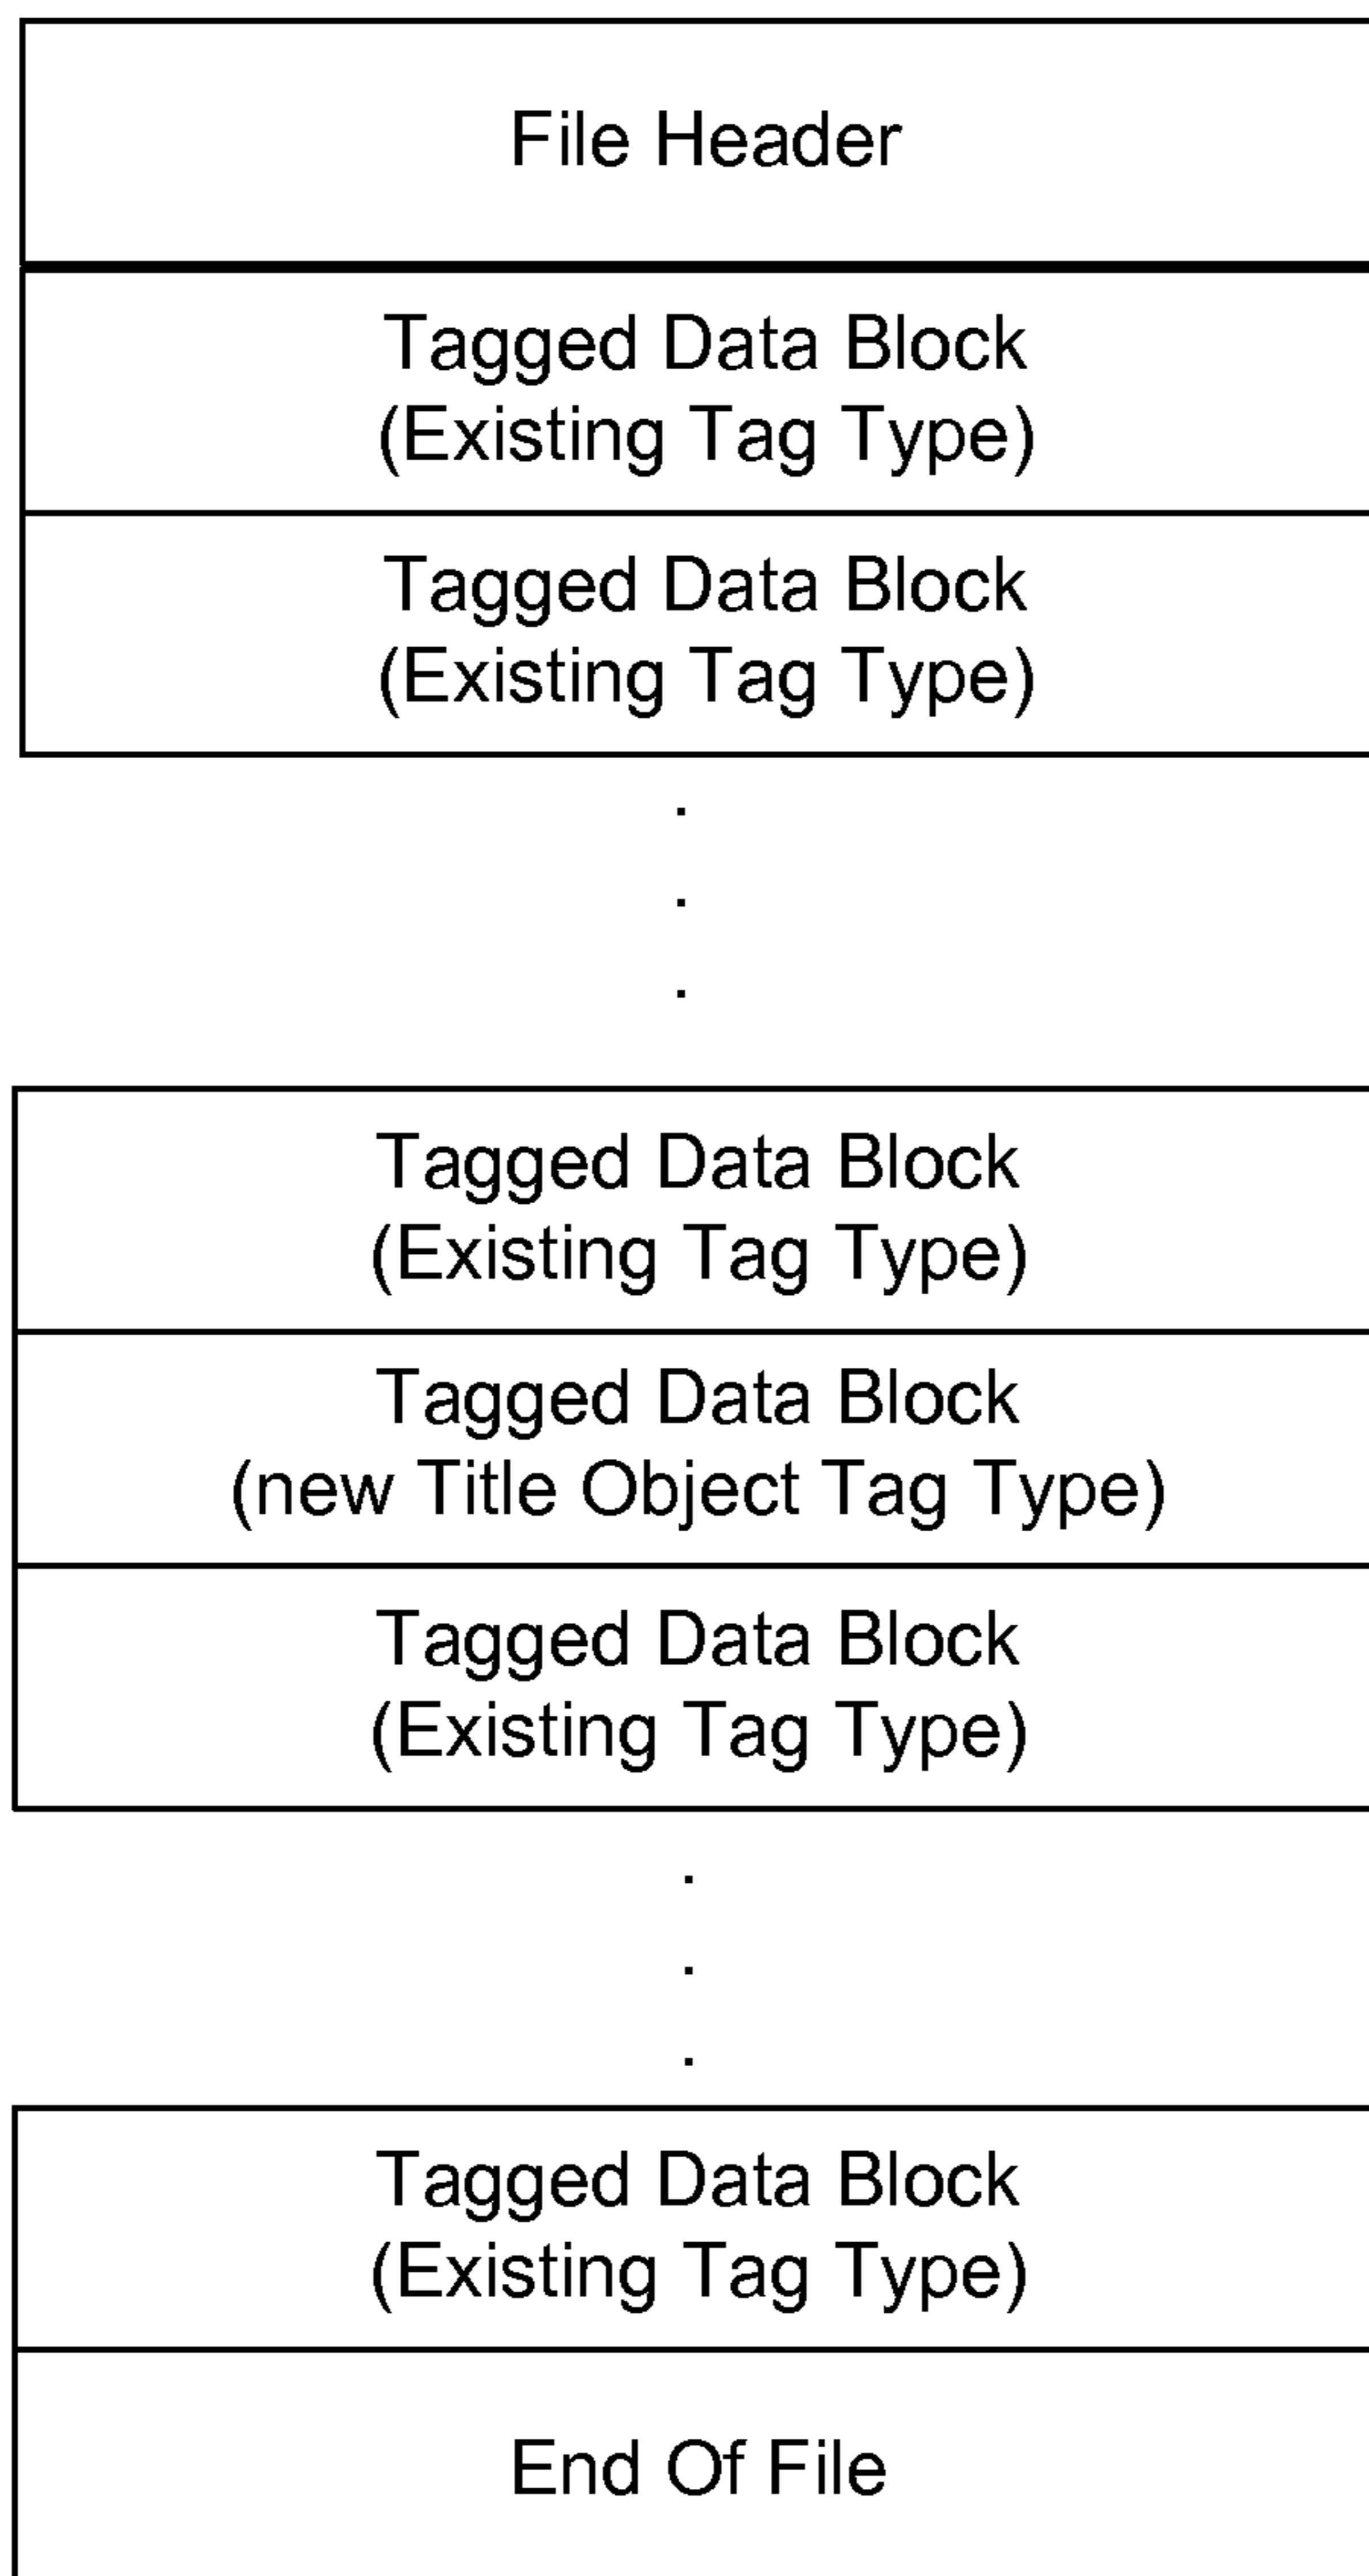 File Header
Tagged Data Block
(Existing Tag Type)
Tagged Data Block
(Existing Tag Type)
.
.
.
Tagged Data Block
(Existing Tag Type)
Tagged Data Block
(new Title Object Tag Type)
Tagged Data Block
(Existing Tag Type)
.
.
.
Tagged Data Block
(Existing Tag Type)
End Of File